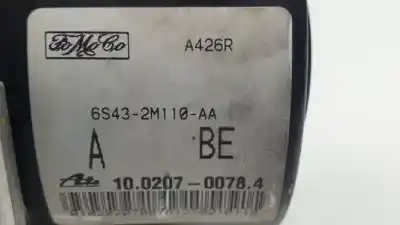 FoMoCo
A426R
6S43-2M110-AA
A BE
Ate 10.0207-0078.4